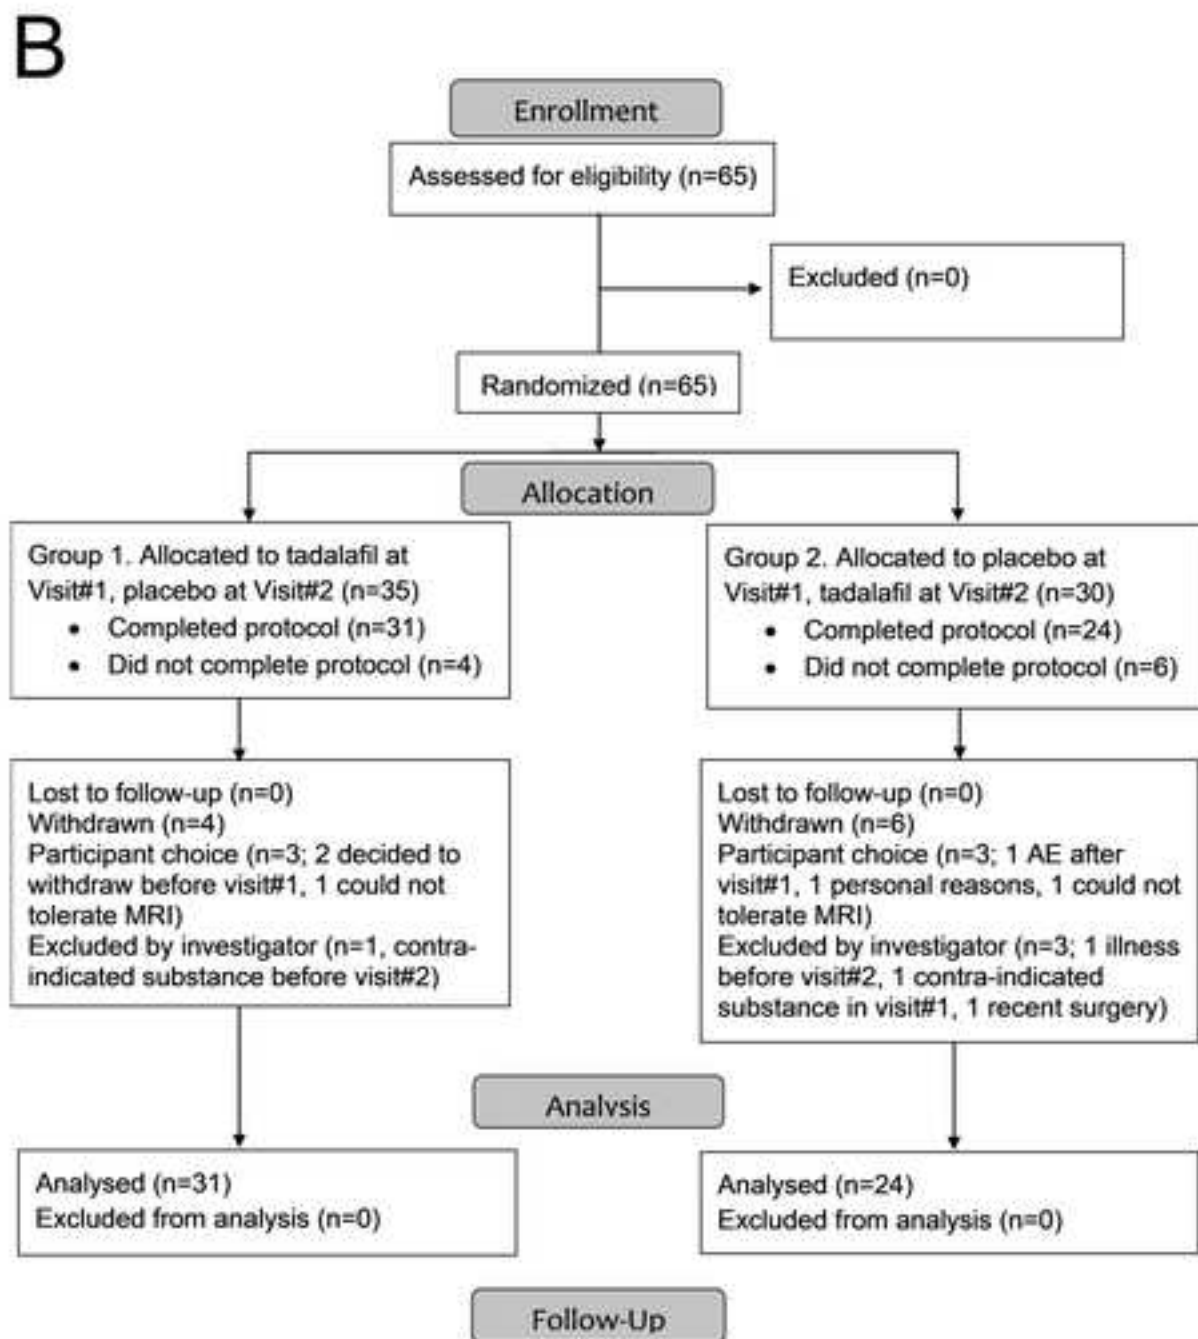 B
Enrollment
Assessed for eligibility (n=65)
Excluded (n=0)
Randomized (n=65)
Allocation
Group 1. Allocated to tadalafil at
Visit#1, placebo at Visit#2 (n=35)
• Completed protocol (n=31)
• Did not complete protocol (n=4)
Group 2. Allocated to placebo at
Visit#1, tadalafil at Visit#2 (n=30)
• Completed protocol (n=24)
• Did not complete protocol (n=6)
Lost to follow-up (n=0)
Withdrawn (n=4)
Participant choice (n=3; 2 decided to
withdraw before visit#1, 1 could not
tolerate MRI)
Excluded by investigator (n=1, contra-
indicated substance before visit#2)
Lost to follow-up (n=0)
Withdrawn (n=6)
Participant choice (n=3; 1 AE after
visit#1, 1 personal reasons, 1 could not
tolerate MRI)
Excluded by investigator (n=3; 1 illness
before visit#2, 1 contra-indicated
substance in visit#1, 1 recent surgery)
Analysis
Analysed (n=31)
Excluded from analysis (n=0)
Analysed (n=24)
Excluded from analysis (n=0)
Follow-Up